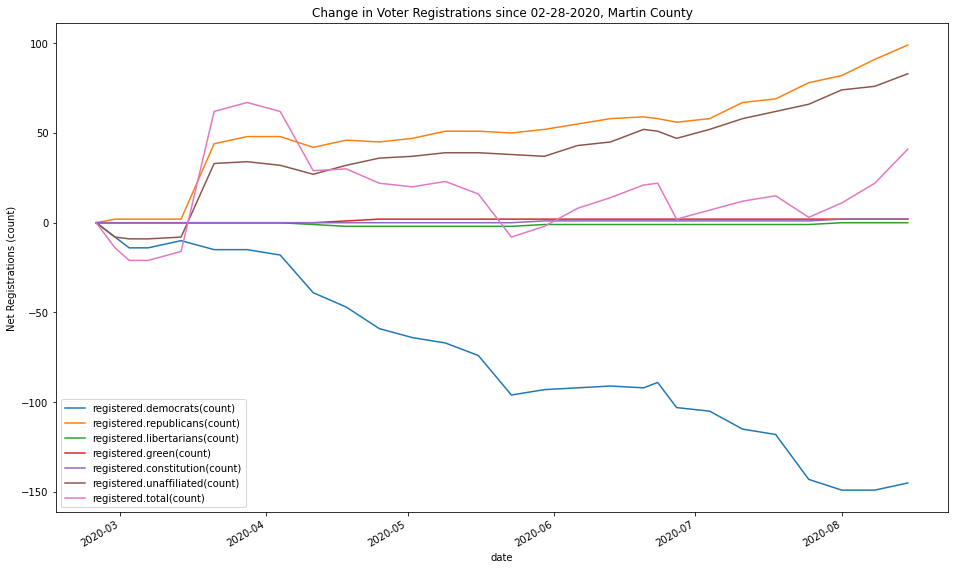 Change in Voter Registrations since 02-28-2020, Martin County
Net Registrations (count)
100
50
0
−50
−100
−150
registered.democrats(count)
registered.republicans(count)
registered.libertarians(count)
registered.green(count)
registered.constitution(count)
registered.unaffiliated(count)
registered.total(count)
2020-03
2020-04
2020-05
2020-06
2020-07
2020-08
date